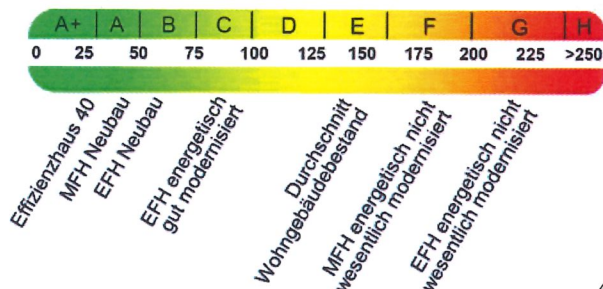 A+ A B C D E F G H
0 25 50 75 100 125 150 175 200 225 >250
Effizienzhaus 40
MFH Neubau
EFH Neubau
EFH energetisch
gut modernisiert
Durchschnitt
Wohngebäudebestand
MFH energetisch nicht
wesentlich modernisiert
EFH energetisch nicht
wesentlich modernisiert